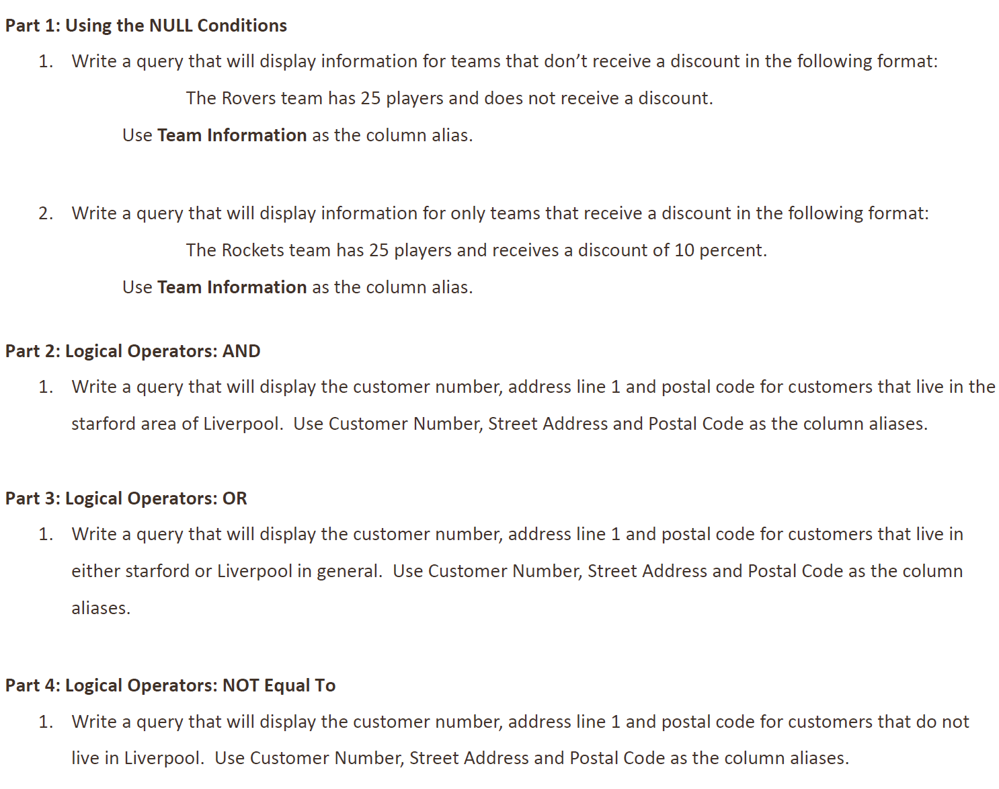 Part 1: Using the NULL Conditions
1. Write a query that will display information for teams that don’t receive a discount in the following format:
The Rovers team has 25 players and does not receive a discount.
Use Team Information as the column alias.
2. Write a query that will display information for only teams that receive a discount in the following format:
The Rockets team has 25 players and receives a discount of 10 percent.
Use Team Information as the column alias.
Part 2: Logical Operators: AND
1. Write a query that will display the customer number, address line 1 and postal code for customers that live in the
starford area of Liverpool.  Use Customer Number, Street Address and Postal Code as the column aliases.
Part 3: Logical Operators: OR
1. Write a query that will display the customer number, address line 1 and postal code for customers that live in
either starford or Liverpool in general.  Use Customer Number, Street Address and Postal Code as the column
aliases.
Part 4: Logical Operators: NOT Equal To
1. Write a query that will display the customer number, address line 1 and postal code for customers that do not
live in Liverpool.  Use Customer Number, Street Address and Postal Code as the column aliases.